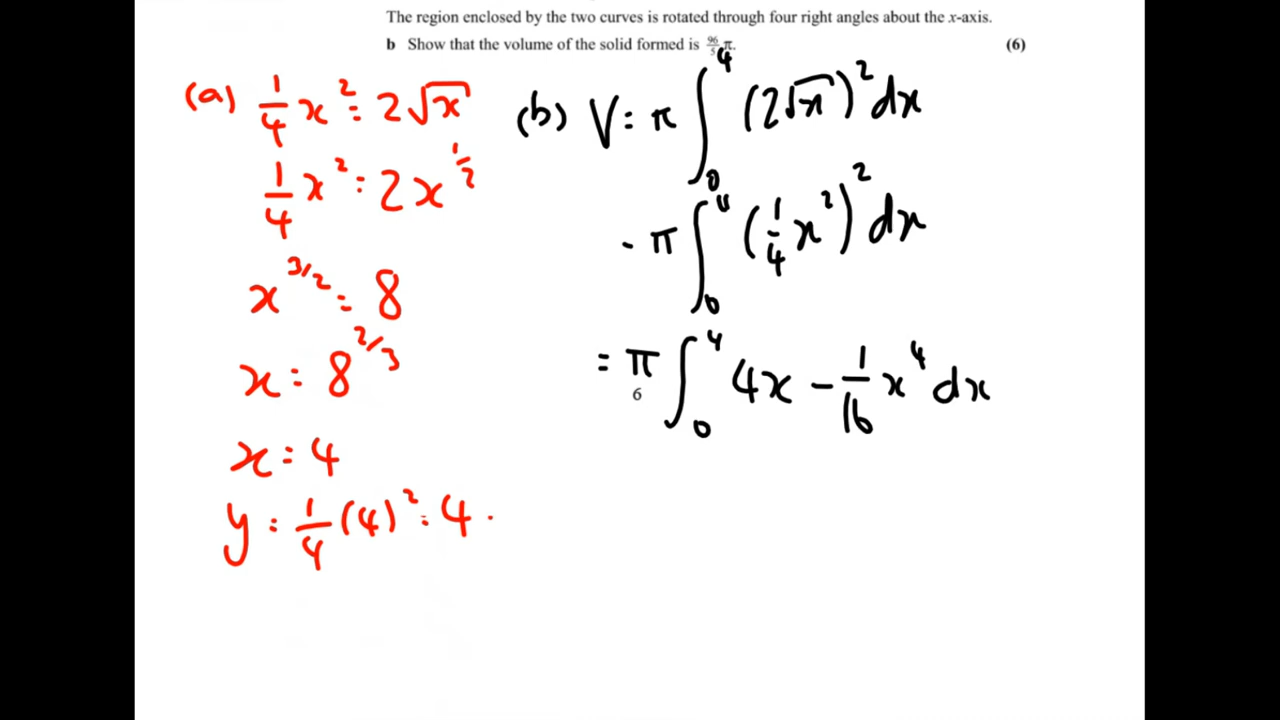 The region enclosed by the two curves is rotated through four right angles about the x-axis.
b Show that the volume of the solid formed is 96/5 π. (6)
(a) 1/4 x² = 2√x
1/4 x² = 2x^(1/2)
x^(3/2) = 8
x = 8^(2/3)
x = 4
y = 1/4 (4)² = 4.
(b) V = π ∫₀⁴ (2√x)² dx
- π ∫₀⁴ (1/4 x²)² dx
= π ∫₀⁴ 4x - 1/16 x⁴ dx
6